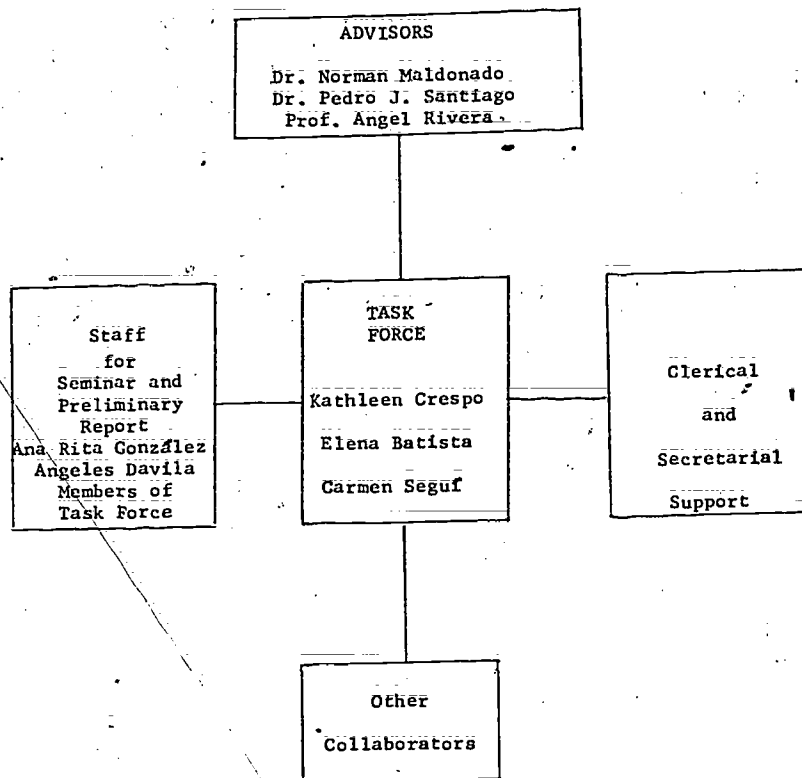 ADVISORS
Dr. Norman Maldonado
Dr. Pedro J. Santiago
Prof. Angel Rivera
Staff
for
Seminar and
Preliminary
Report
Ana Rita González
Angeles Davila
Members of
Task Force
TASK
FORCE
Kathleen Crespo
Elena Batista
Carmen Seguí
Clerical
and
Secretarial
Support
Other
Collaborators